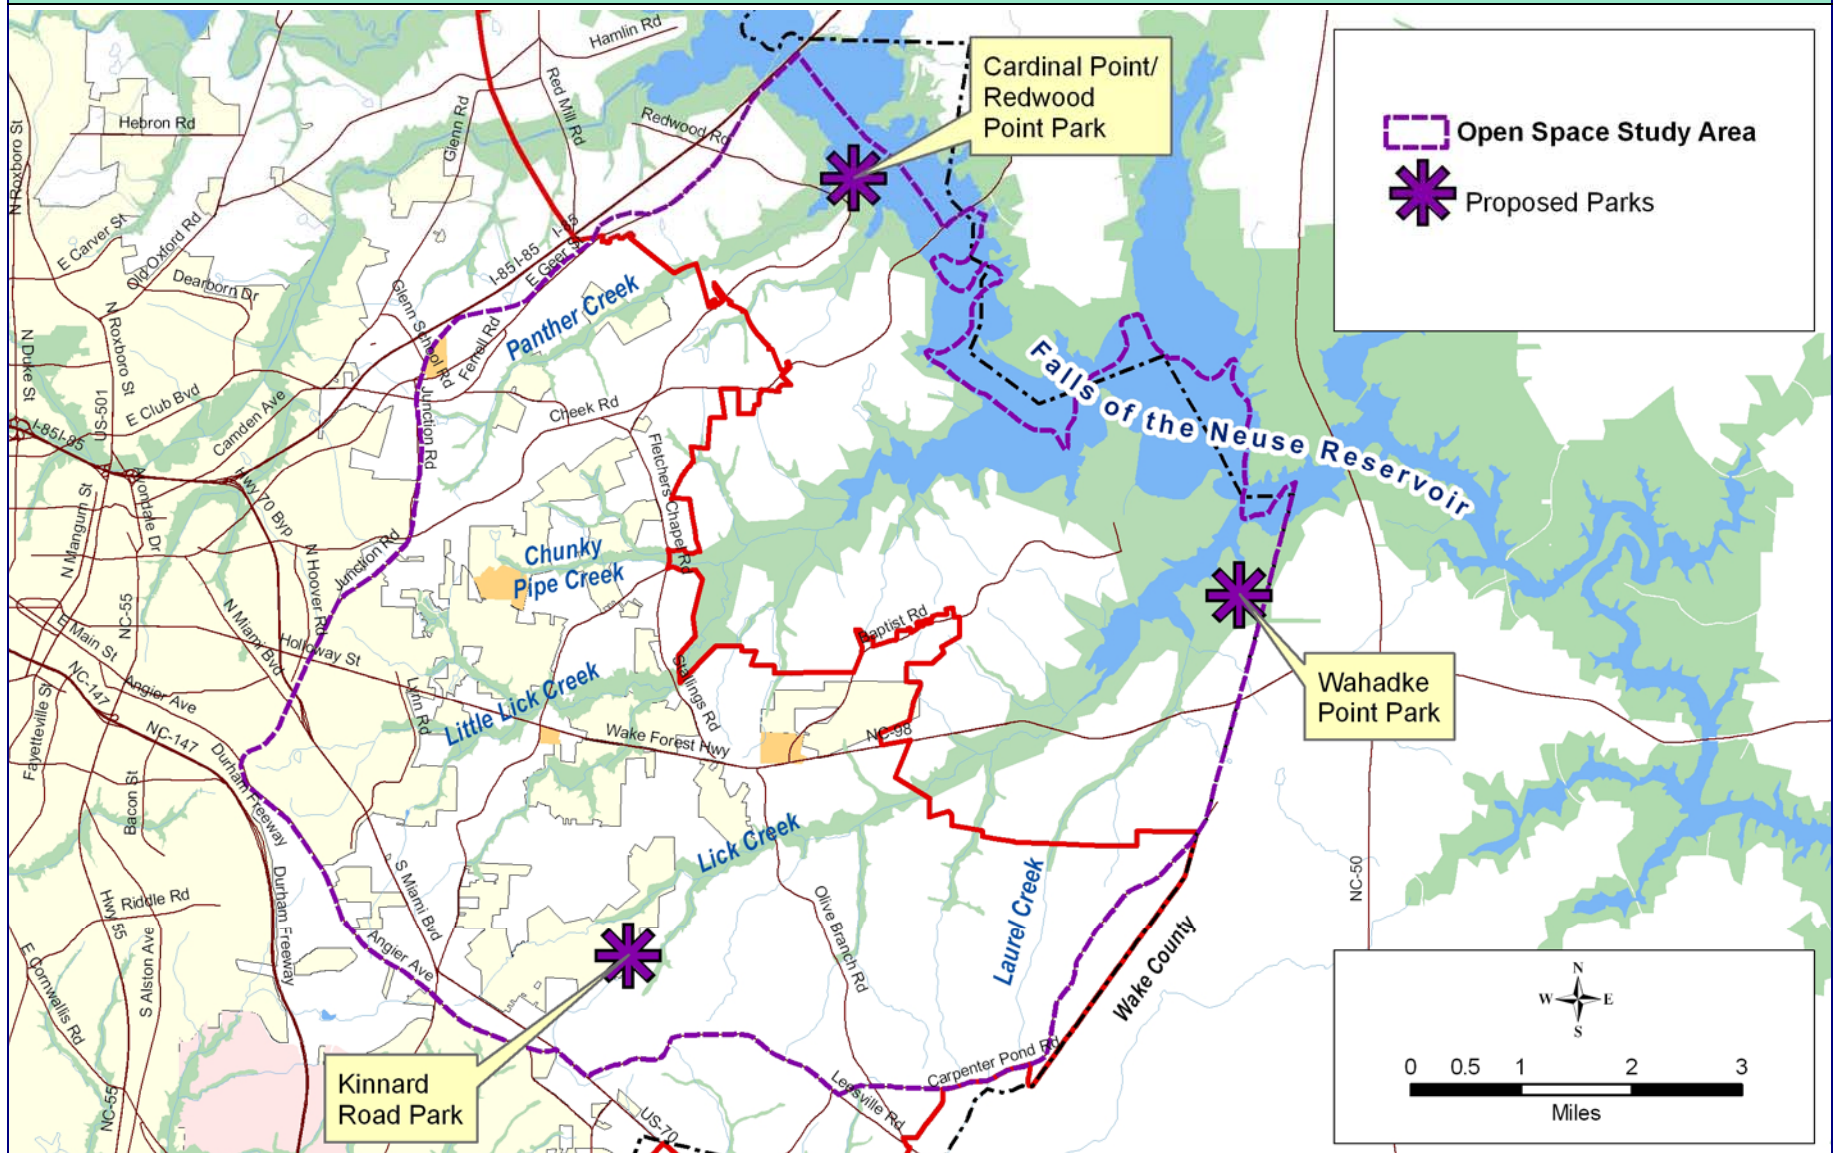 Hamlin Rd
Red Mill Rd
Glenn Rd
Hebron Rd
Redwood Rd
Cardinal Point/
Redwood
Point Park
Open Space Study Area
Proposed Parks
N Roxboro St
E Carver St
Old Oxford Rd
Dearborn Dr
I-85
I-85
I-85
E Geer S
Panther Creek
Glenn School Rd
Ferrell Rd
N Duke St
N Roxboro St
US-501
E Club Bvd
Camden Ave
Junction Rd
Cheek Rd
Fletchers Chapel Rd
Falls of the Neuse Reservoir
I-85
I-85
Hwy 70 Byp
Avondale Dr
N Mangum St
Junction Rd
N Hoover Rd
Chunky
Pipe Creek
NC-55
N Miami Bvd
E Main St
Holloway St
Baptist Rd
Stallings Rd
Little Lick Creek
Lynn Rd
Wake Forest Hwy
NC-98
Wahadke
Point Park
NC-147
Angier Ave
NC-147
Fayetteville St
Bacon St
Durham Freeway
Lick Creek
Laurel Creek
NC-50
S Miami Bvd
Olive Branch Rd
Riddle Rd
Hwy 55
S Alston Ave
Durham Freeway
Angier Ave
E Cornwallis Rd
Wake County
Carpenter Pond Rd
Leesville Rd
US-70
NC-55
Kinnard
Road Park
N
W
E
S
0 0.5 1 2 3
Miles